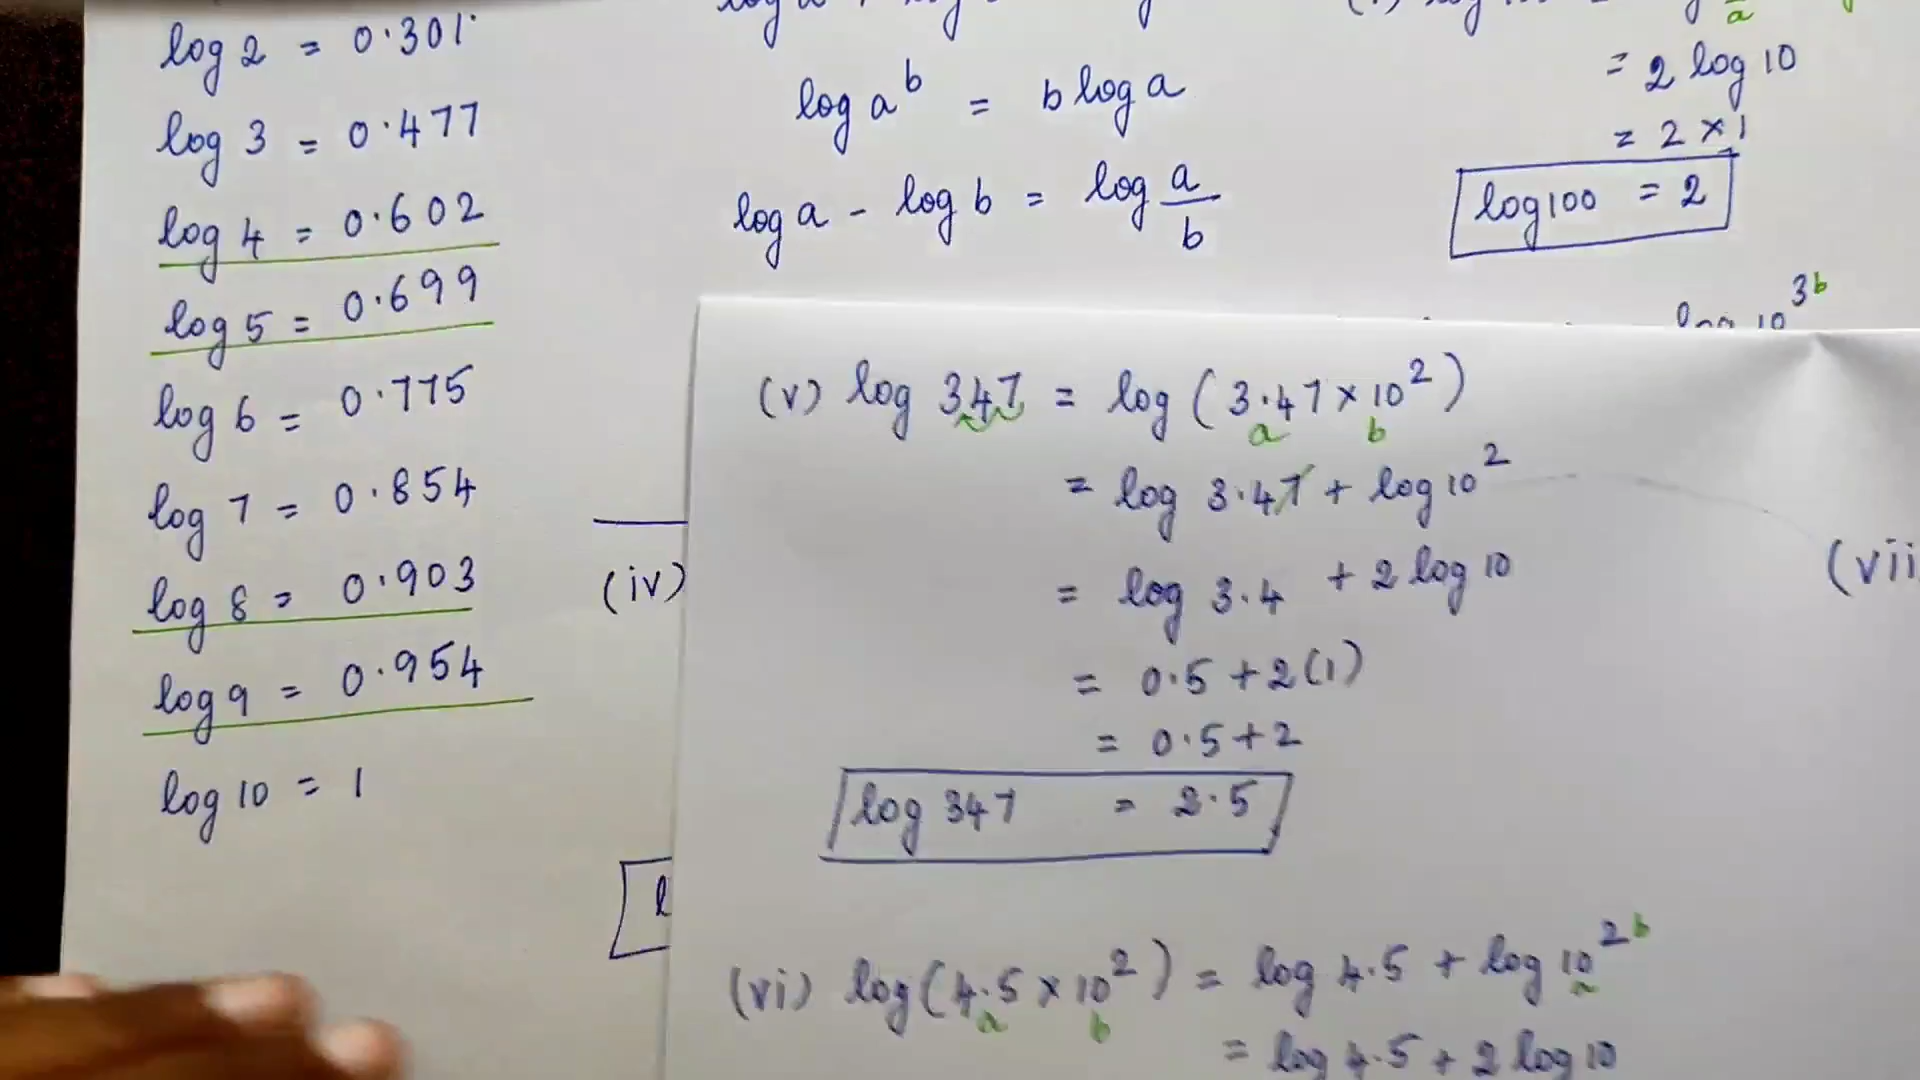 log 2 = 0.301
log 3 = 0.477
log 4 = 0.602
log 5 = 0.699
log 6 = 0.775
log 7 = 0.854
log 8 = 0.903
log 9 = 0.954
log 10 = 1
log a^b = b log a
log a - log b = log a/b
= 2 log 10
= 2 × 1
log 100 = 2
log 10^3 b
(iv)
(v) log 347 = log (3.47 × 10^2)
a b
= log 3.47 + log 10^2
= log 3.4 + 2 log 10
= 0.5 + 2(1)
= 0.5 + 2
log 347 = 2.5
(vi) log (4.5 × 10^2) = log 4.5 + log 10^2 b
a b a
= log 4.5 + 2 log 10
(vii